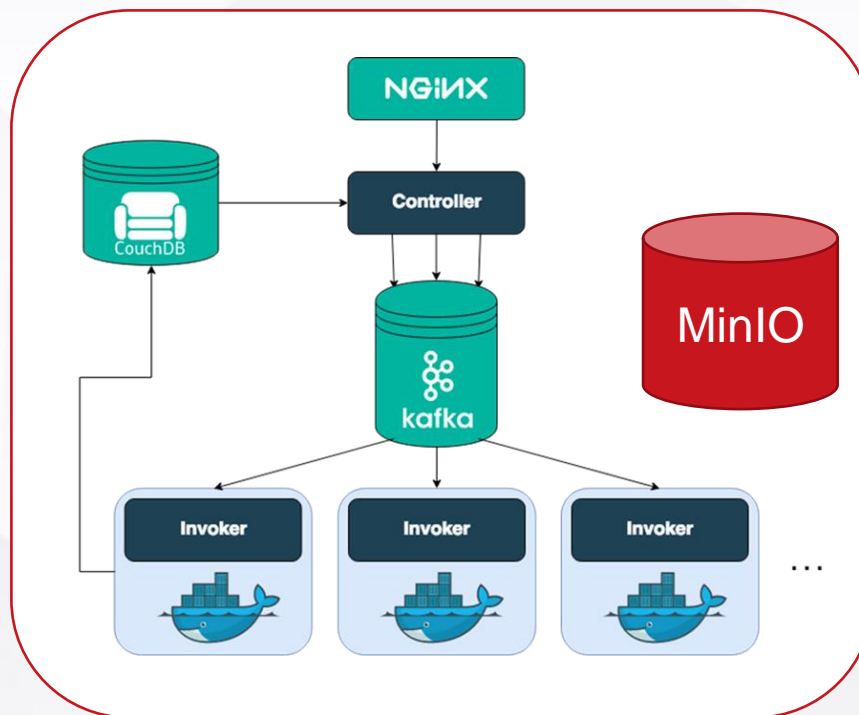 NGiNX
Controller
CouchDB
MinIO
kafka
Invoker
Invoker
Invoker
...